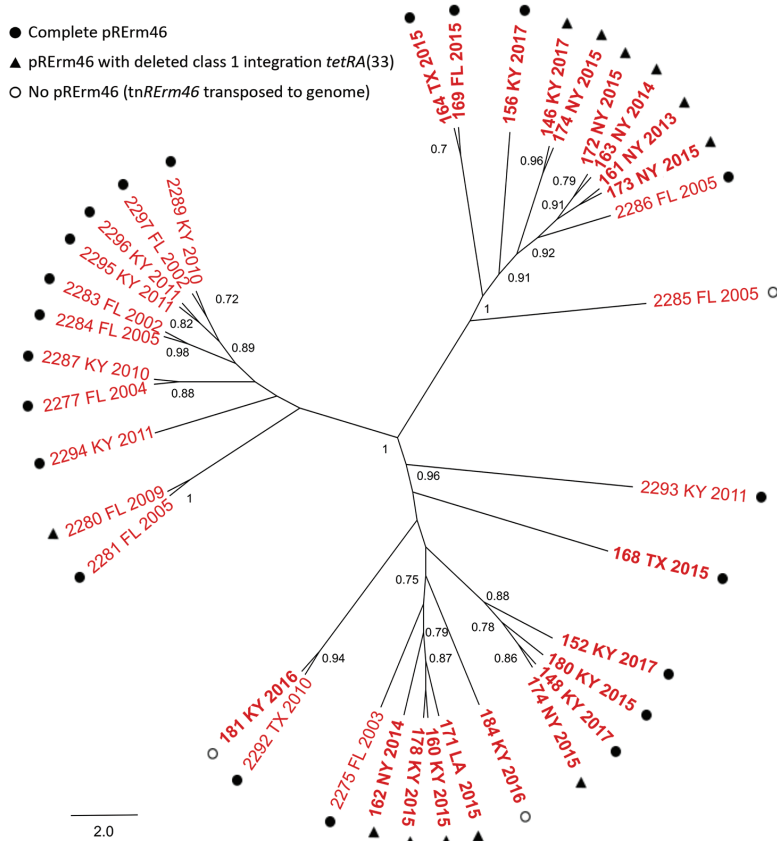 Complete pRErm46
pRErm46 with deleted class 1 integration tetRA(33)
No pRErm46 (tnRErm46 transposed to genome)
164 TX 2015
169 FL 2015
156 KY 2017
146 KY 2017
174 NY 2015
172 NY 2015
163 NY 2014
161 NY 2013
173 NY 2015
2286 FL 2005
2285 FL 2005
0.7
0.96
0.79
0.91
0.92
0.91
1
2289 KY 2010
2297 FL 2002
2296 KY 2011
2295 KY 2011
2283 FL 2002
2284 FL 2005
2287 KY 2010
2277 FL 2004
2294 KY 2011
2280 FL 2009
2281 FL 2005
0.72
0.82
0.89
0.98
0.88
1
1
0.96
2293 KY 2011
168 TX 2015
0.75
0.88
0.78
0.86
0.79
0.87
0.94
152 KY 2017
180 KY 2015
148 KY 2017
174 NY 2015
184 KY 2016
171 LA 2015
160 KY 2015
178 KY 2015
162 NY 2014
2275 FL 2003
2292 TX 2010
181 KY 2016
2.0